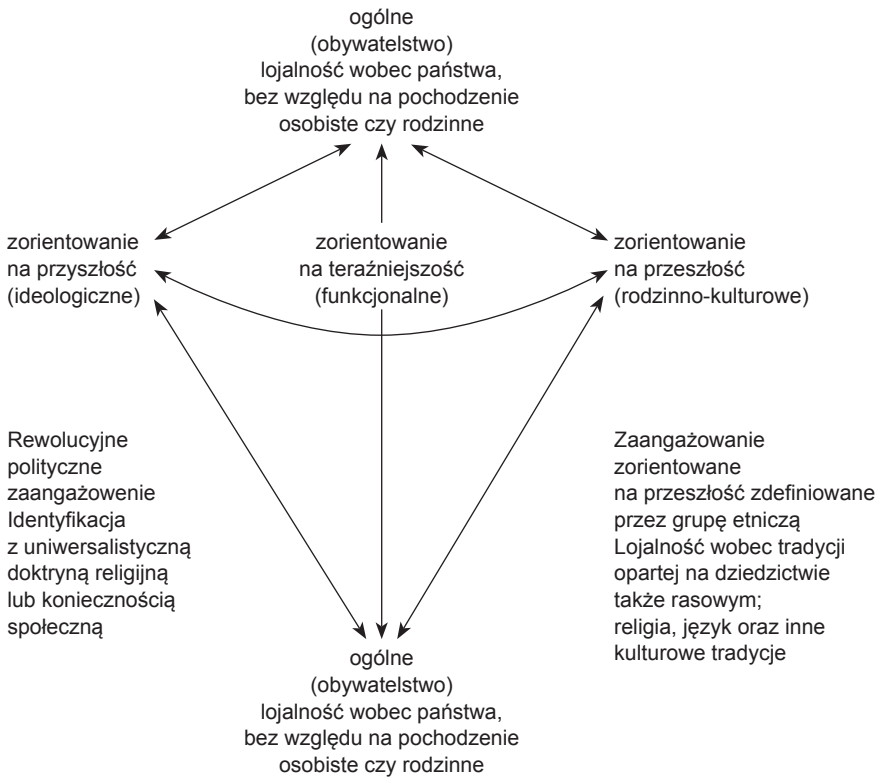 ogólne
(obywatelstwo)
lojalność wobec państwa,
bez względu na pochodzenie
osobiste czy rodzinne
zorientowanie
na przyszłość
(ideologiczne)
zorientowanie
na teraźniejszość
(funkcjonalne)
zorientowanie
na przeszłość
(rodzinno-kulturowe)
Rewolucyjne
polityczne
zaangażowenie
Identyfikacja
z uniwersalistyczną
doktryną religijną
lub koniecznością
społeczną
Zaangażowanie
zorientowane
na przeszłość zdefiniowane
przez grupę etniczą
Lojalność wobec tradycji
opartej na dziedzictwie
także rasowym;
religia, język oraz inne
kulturowe tradycje
ogólne
(obywatelstwo)
lojalność wobec państwa,
bez względu na pochodzenie
osobiste czy rodzinne